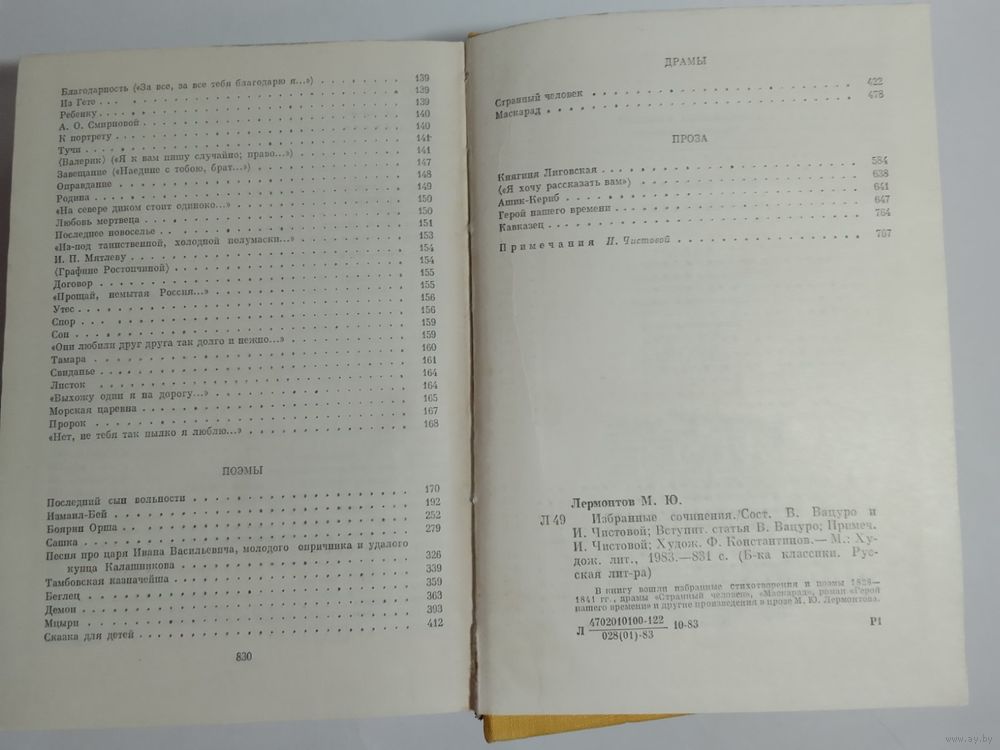 Благодарность («За все, за все тебя благодарю я...») . . . . . . . 139
Из Гете . . . 139
Ребенку . . . 139
А. О. Смирновой . . . 140
К портрету . . . 140
Тучи . . . 141
⟨Валерик⟩ («Я к вам пишу случайно; право...») . . . 141
Завещание («Наедине с тобою, брат...») . . . 147
Оправдание . . . 148
Родина . . . 149
«На севере диком стоит одиноко...» . . . 150
Любовь мертвеца . . . 150
Последнее новоселье . . . 151
«Из-под таинственной, холодной полумаски...» . . . 153
И. П. Мятлеву . . . 154
⟨Графине Ростопчиной⟩ . . . 154
Договор . . . 155
«Прощай, немытая Россия...» . . . 155
Утес . . . 156
Спор . . . 156
Сон . . . 159
«Они любили друг друга так долго и нежно...» . . . 159
Тамара . . . 160
Свиданье . . . 161
Листок . . . 164
«Выхожу один я на дорогу...» . . . 164
Морская царевна . . . 165
Пророк . . . 167
«Нет, не тебя так пылко я люблю...» . . . 168
ПОЭМЫ
Последний сын вольности . . . 170
Измаил-Бей . . . 192
Боярин Орша . . . 252
Сашка . . . 279
Песня про царя Ивана Васильевича, молодого опричника и удалого
купца Калашникова . . . 326
Тамбовская казначейша . . . 339
Беглец . . . 359
Демон . . . 363
Мцыри . . . 393
Сказка для детей . . . 412
830
ДРАМЫ
Странный человек . . . 422
Маскарад . . . 478
ПРОЗА
Княгиня Лиговская . . . 584
⟨«Я хочу рассказать вам»⟩ . . . 638
Ашик-Кериб . . . 641
Герой нашего времени . . . 647
Кавказец . . . 764
Примечания И. Чистовой . . . 767
Лермонтов М. Ю.
Л 49 Избранные сочинения./Сост. В. Вацуро и
И. Чистовой; Вступит. статья В. Вацуро; Примеч.
И. Чистовой; Худож. Ф. Константинов.— М.: Ху-
дож. лит., 1983.—831 с. (Б-ка классики. Рус-
ская лит-ра)
В книгу вошли избранные стихотворения и поэмы 1828—
1841 гг., драмы «Странный человек», «Маскарад», роман «Герой
нашего времени» и другие произведения в прозе М. Ю. Лермонтова.
Л 4702010100-122 / 028(01)-83 10-83 Р1
www.ay.by